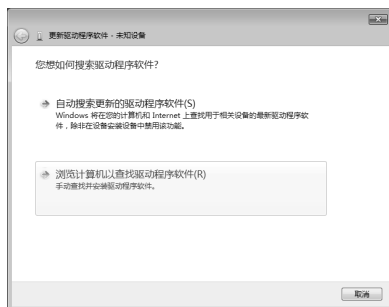 更新驱动程序软件 - 未知设备
您想如何搜索驱动程序软件?
自动搜索更新的驱动程序软件(S)
Windows 将在您的计算机和 Internet 上查找用于相关设备的最新驱动程序软
件，除非在设备安装设备中禁用该功能。
浏览计算机以查找驱动程序软件(R)
手动查找并安装驱动程序软件。
取消